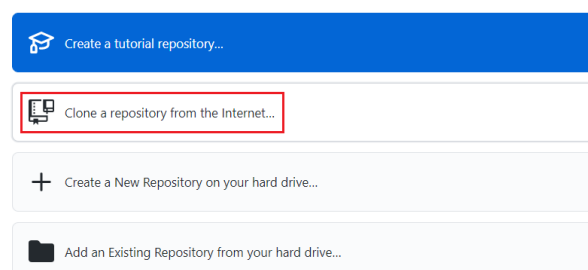 Create a tutorial repository...
Clone a repository from the Internet...
Create a New Repository on your hard drive...
Add an Existing Repository from your hard drive...